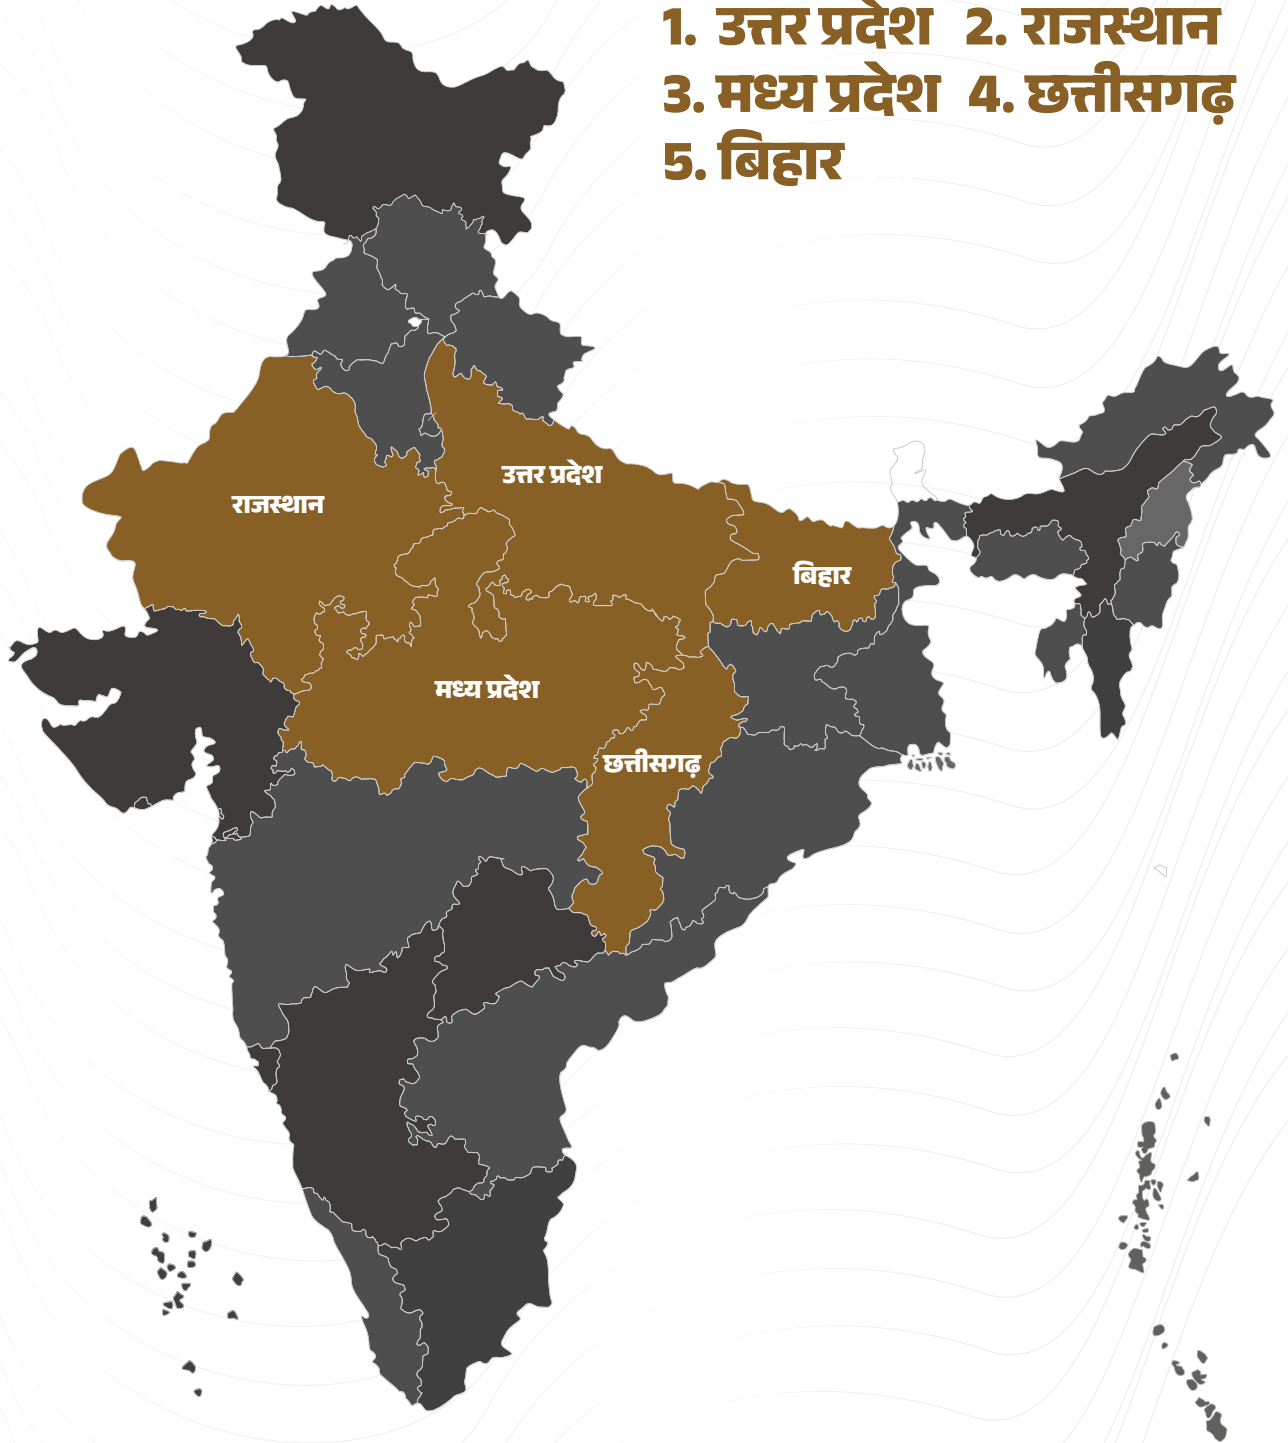 1. उत्तर प्रदेश 2. राजस्थान
3. मध्य प्रदेश 4. छत्तीसगढ़
5. बिहार
उत्तर प्रदेश
राजस्थान
बिहार
मध्य प्रदेश
छत्तीसगढ़